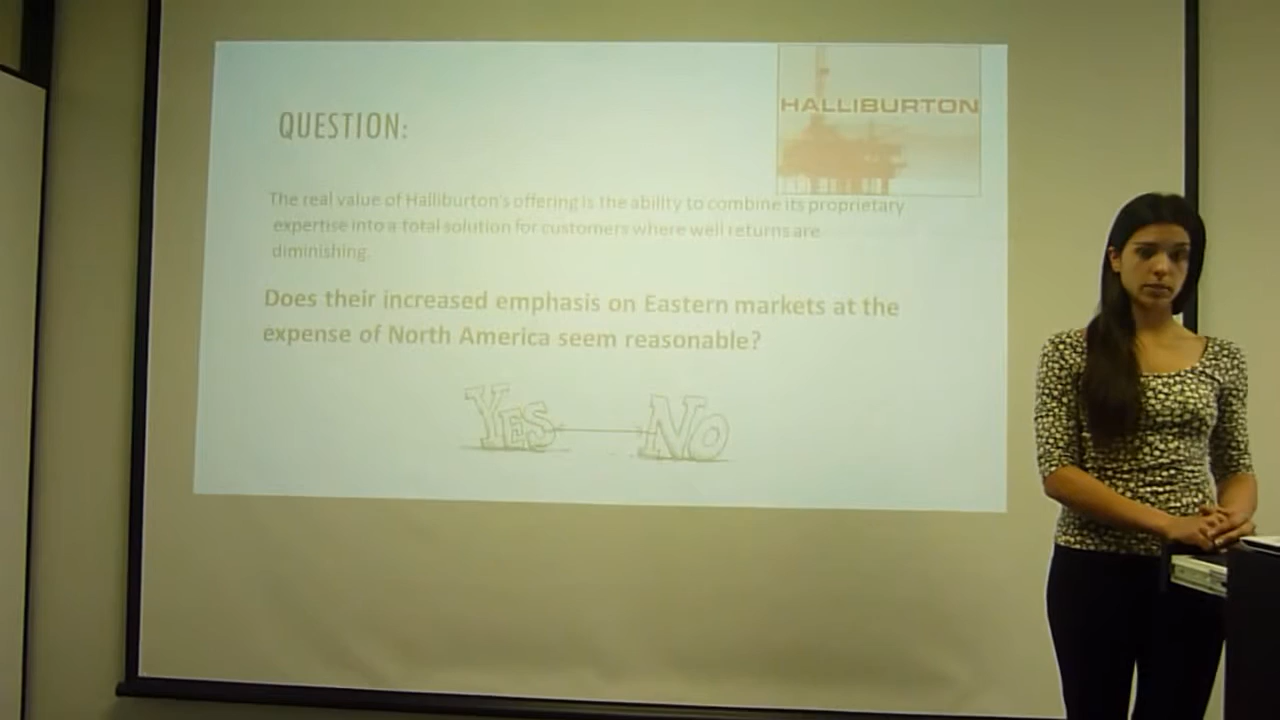 HALLIBURTON
QUESTION:
The real value of Halliburton's offering is the ability to combine its proprietary
expertise into a total solution for customers where well returns are
diminishing.
Does their increased emphasis on Eastern markets at the
expense of North America seem reasonable?
YES NO